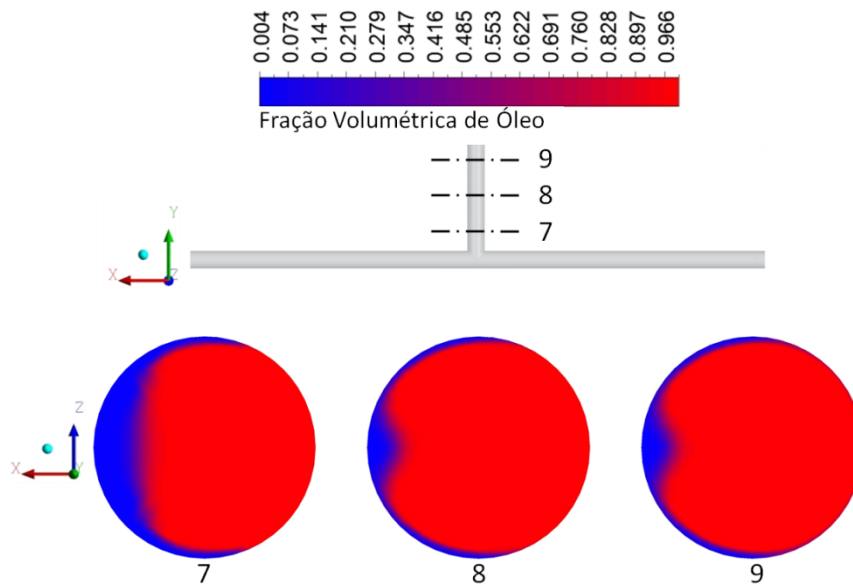 0.004 0.073 0.141 0.210 0.279 0.347 0.416 0.485 0.553 0.622 0.691 0.760 0.828 0.897 0.966
Fração Volumétrica de Óleo
9
8
7
Y
X Z
Z
X Y
7 8 9